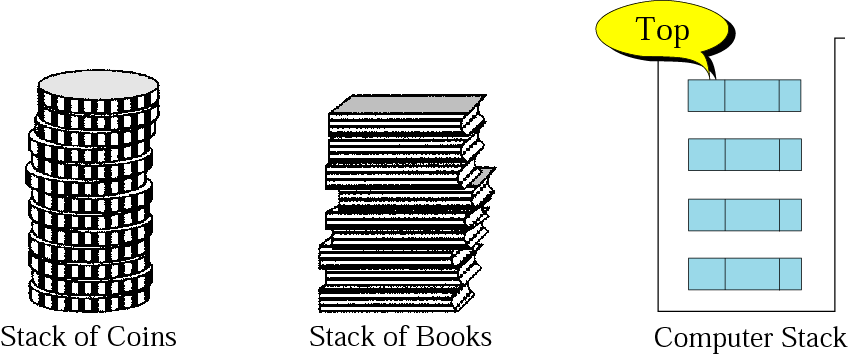 Top
Stack of Coins
Stack of Books
Computer Stack